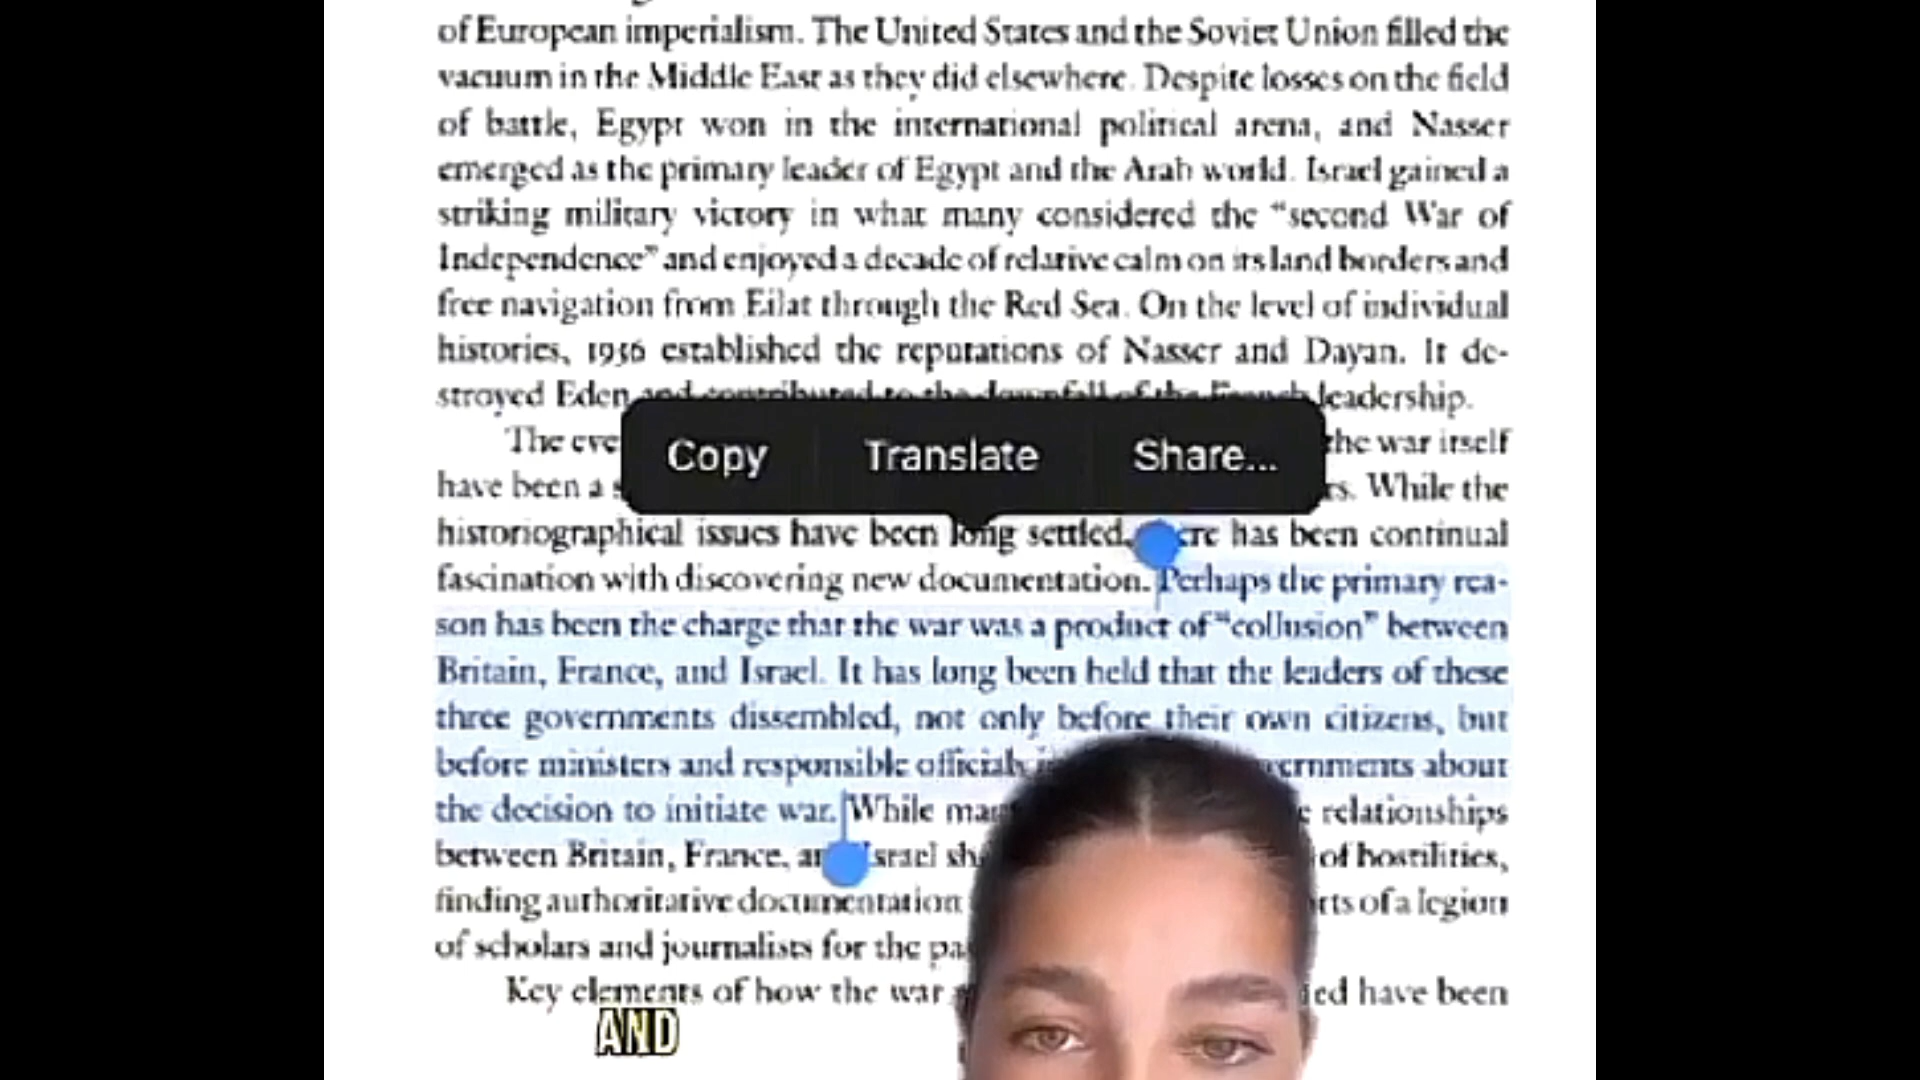 of European imperialism. The United States and the Soviet Union filled the
vacuum in the Middle East as they did elsewhere. Despite losses on the field
of battle, Egypt won in the international political arena, and Nasser
emerged as the primary leader of Egypt and the Arab world. Israel gained a
striking military victory in what many considered the “second War of
Independence” and enjoyed a decade of relative calm on its land borders and
free navigation from Eilat through the Red Sea. On the level of individual
histories, 1956 established the reputations of Nasser and Dayan. It de-
stroyed Eden and contributed to the downfall of the French leadership.
Copy Translate Share...
The the war itself
have been a While the
historiographical issues have been long settled, has been continual
fascination with discovering new documentation. Perhaps the primary rea-
son has been the charge that the war was a product of “collusion” between
Britain, France, and Israel. It has long been held that the leaders of these
three governments dissembled, not only before their own citizens, but
before ministers and responsible officials about
the decision to initiate war. While relationships
between Britain, France, Israel of hostilities,
finding authoritative documentation of a legion
of scholars and journalists for the
Key elements of how the war have been
AND